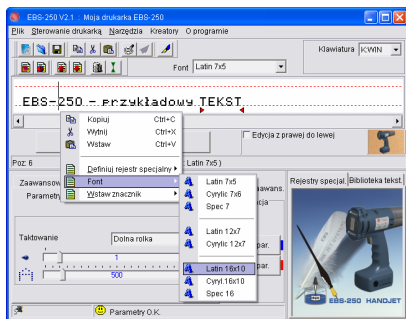 EBS-250 V2.1 : Moja drukarka EBS-250
Plik Sterowanie drukarką Narzędzia Kreatory O programie
Klawiatura KWIN
Font Latin 7x5
EBS-250 - przykładowy TEKST
Kopiuj Ctrl+C
Wytnij Ctrl+X
Wstaw Ctrl+V
Definiuj rejestr specjalny
Font
Wstaw znacznik
Edycja z prawej do lewej
Poz: 6
Latin 7x5 )
Zaawansow
Parametry
aawans.
cja
Rejestry specjal. Biblioteka tekst.
Latin 7x5
Cyrylic 7x6
Spec 7
Latin 12x7
Cyrylic 12x7
Latin 16x10
Cyryl.16x10
Spec 16
Taktowanie Dolna rolka
par.
1
par.
500
EBS-250 HANDJET
Parametry O.K.